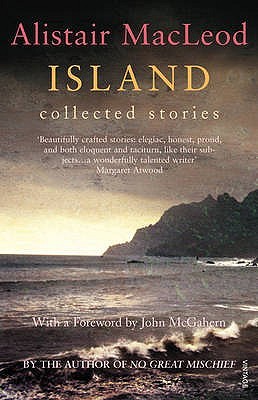 Alistair MacLeod
ISLAND
collected stories
'Beautifully crafted stories: elegiac, honest, proud,
and both eloquent and taciturn, like their sub-
jects...a wonderfully talented writer'
Margaret Atwood
With a Foreword by John McGahern
BY THE AUTHOR OF NO GREAT MISCHIEF
VINTAGE